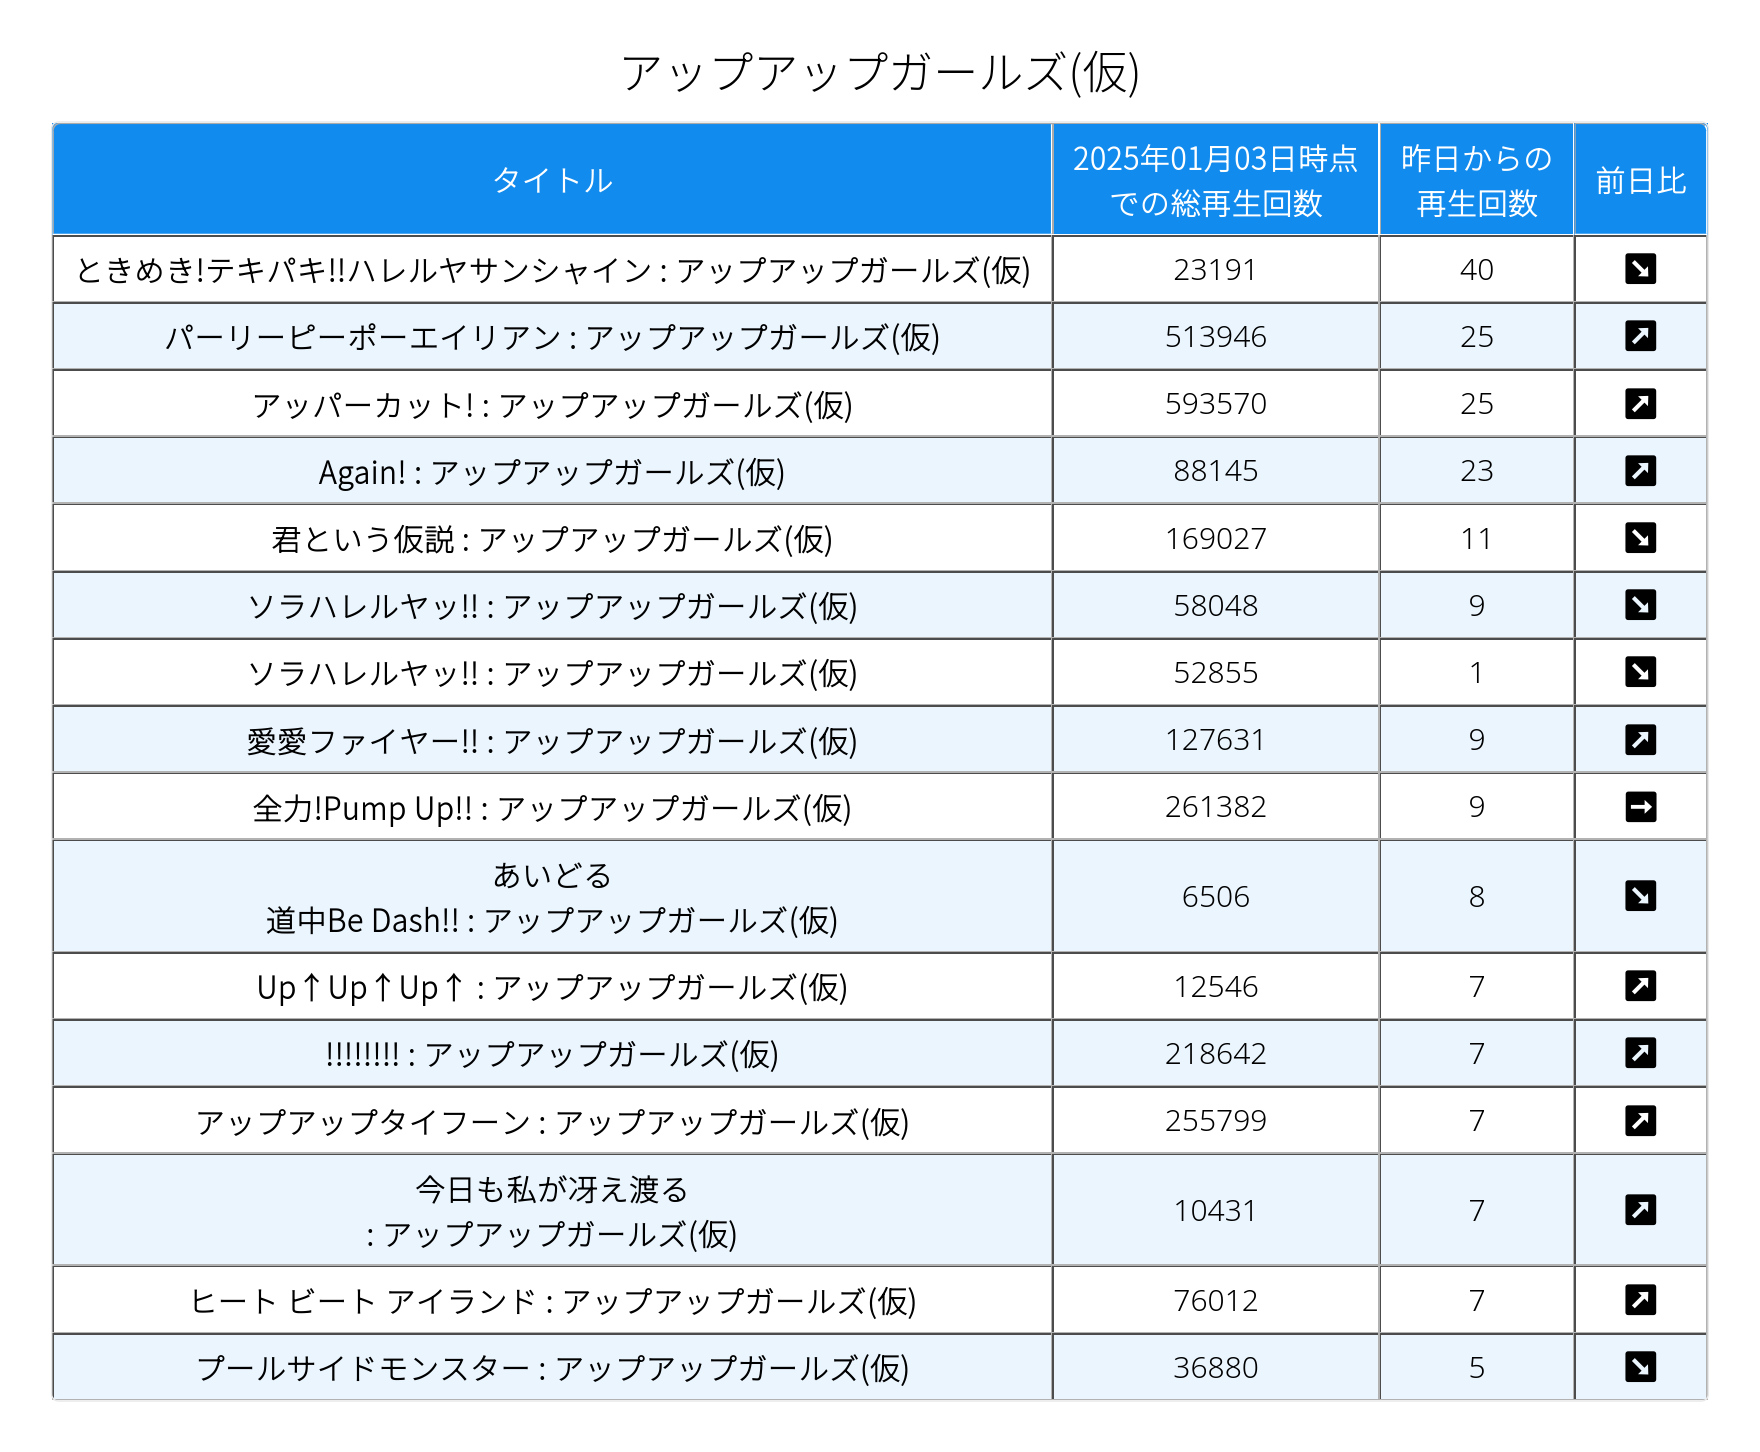 アップアップガールズ(仮)
タイトル
2025年01月03日時点
での総再生回数
昨日からの
再生回数
前日比
ときめき!テキパキ!!ハレルヤサンシャイン : アップアップガールズ(仮) 23191 40 ↘
パーリーピーポーエイリアン : アップアップガールズ(仮) 513946 25 ↗
アッパーカット! : アップアップガールズ(仮) 593570 25 ↗
Again! : アップアップガールズ(仮) 88145 23 ↗
君という仮説 : アップアップガールズ(仮) 169027 11 ↘
ソラハレルヤッ!! : アップアップガールズ(仮) 58048 9 ↘
ソラハレルヤッ!! : アップアップガールズ(仮) 52855 1 ↘
愛愛ファイヤー!! : アップアップガールズ(仮) 127631 9 ↗
全力!Pump Up!! : アップアップガールズ(仮) 261382 9 →
あいどる
道中Be Dash!! : アップアップガールズ(仮) 6506 8 ↘
Up↑Up↑Up↑ : アップアップガールズ(仮) 12546 7 ↗
!!!!!!!! : アップアップガールズ(仮) 218642 7 ↗
アップアップタイフーン : アップアップガールズ(仮) 255799 7 ↗
今日も私が冴え渡る
: アップアップガールズ(仮) 10431 7 ↗
ヒート ビート アイランド : アップアップガールズ(仮) 76012 7 ↗
プールサイドモンスター : アップアップガールズ(仮) 36880 5 ↘